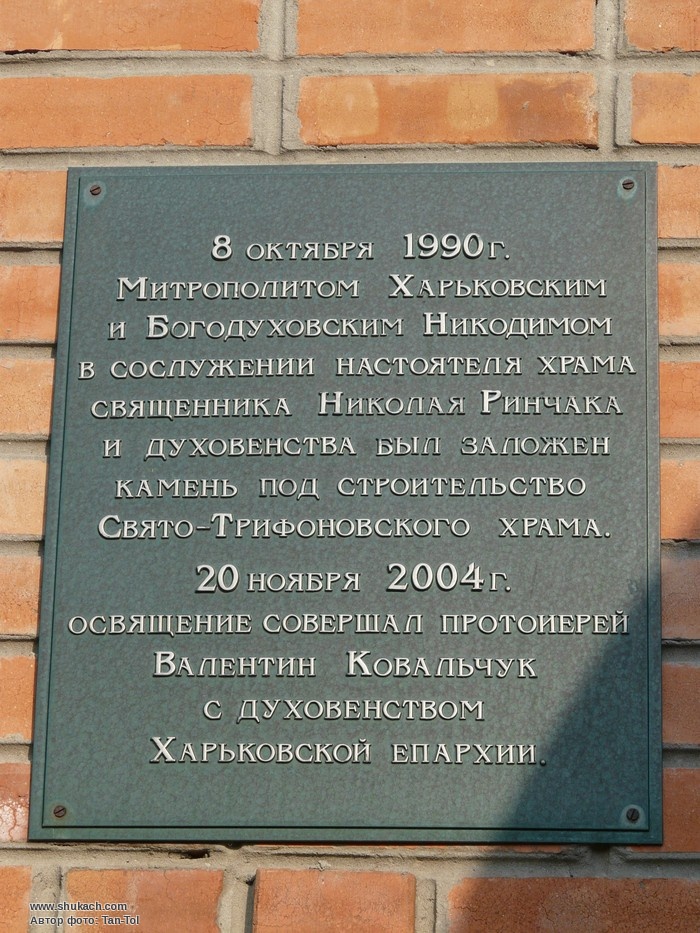 8 октября 1990г.
Митрополитом Харьковским
и Богодуховским Никодимом
в сослужении настоятеля храма
священника Николая Ринчака
и духовенства был заложен
камень под строительство
Свято-Трифоновского храма.
20 ноября 2004г.
освящение совершал протоиерей
Валентин Ковальчук
с духовенством
Харьковской епархии.
www.shukach.com
Автор фото: Tan-Tol